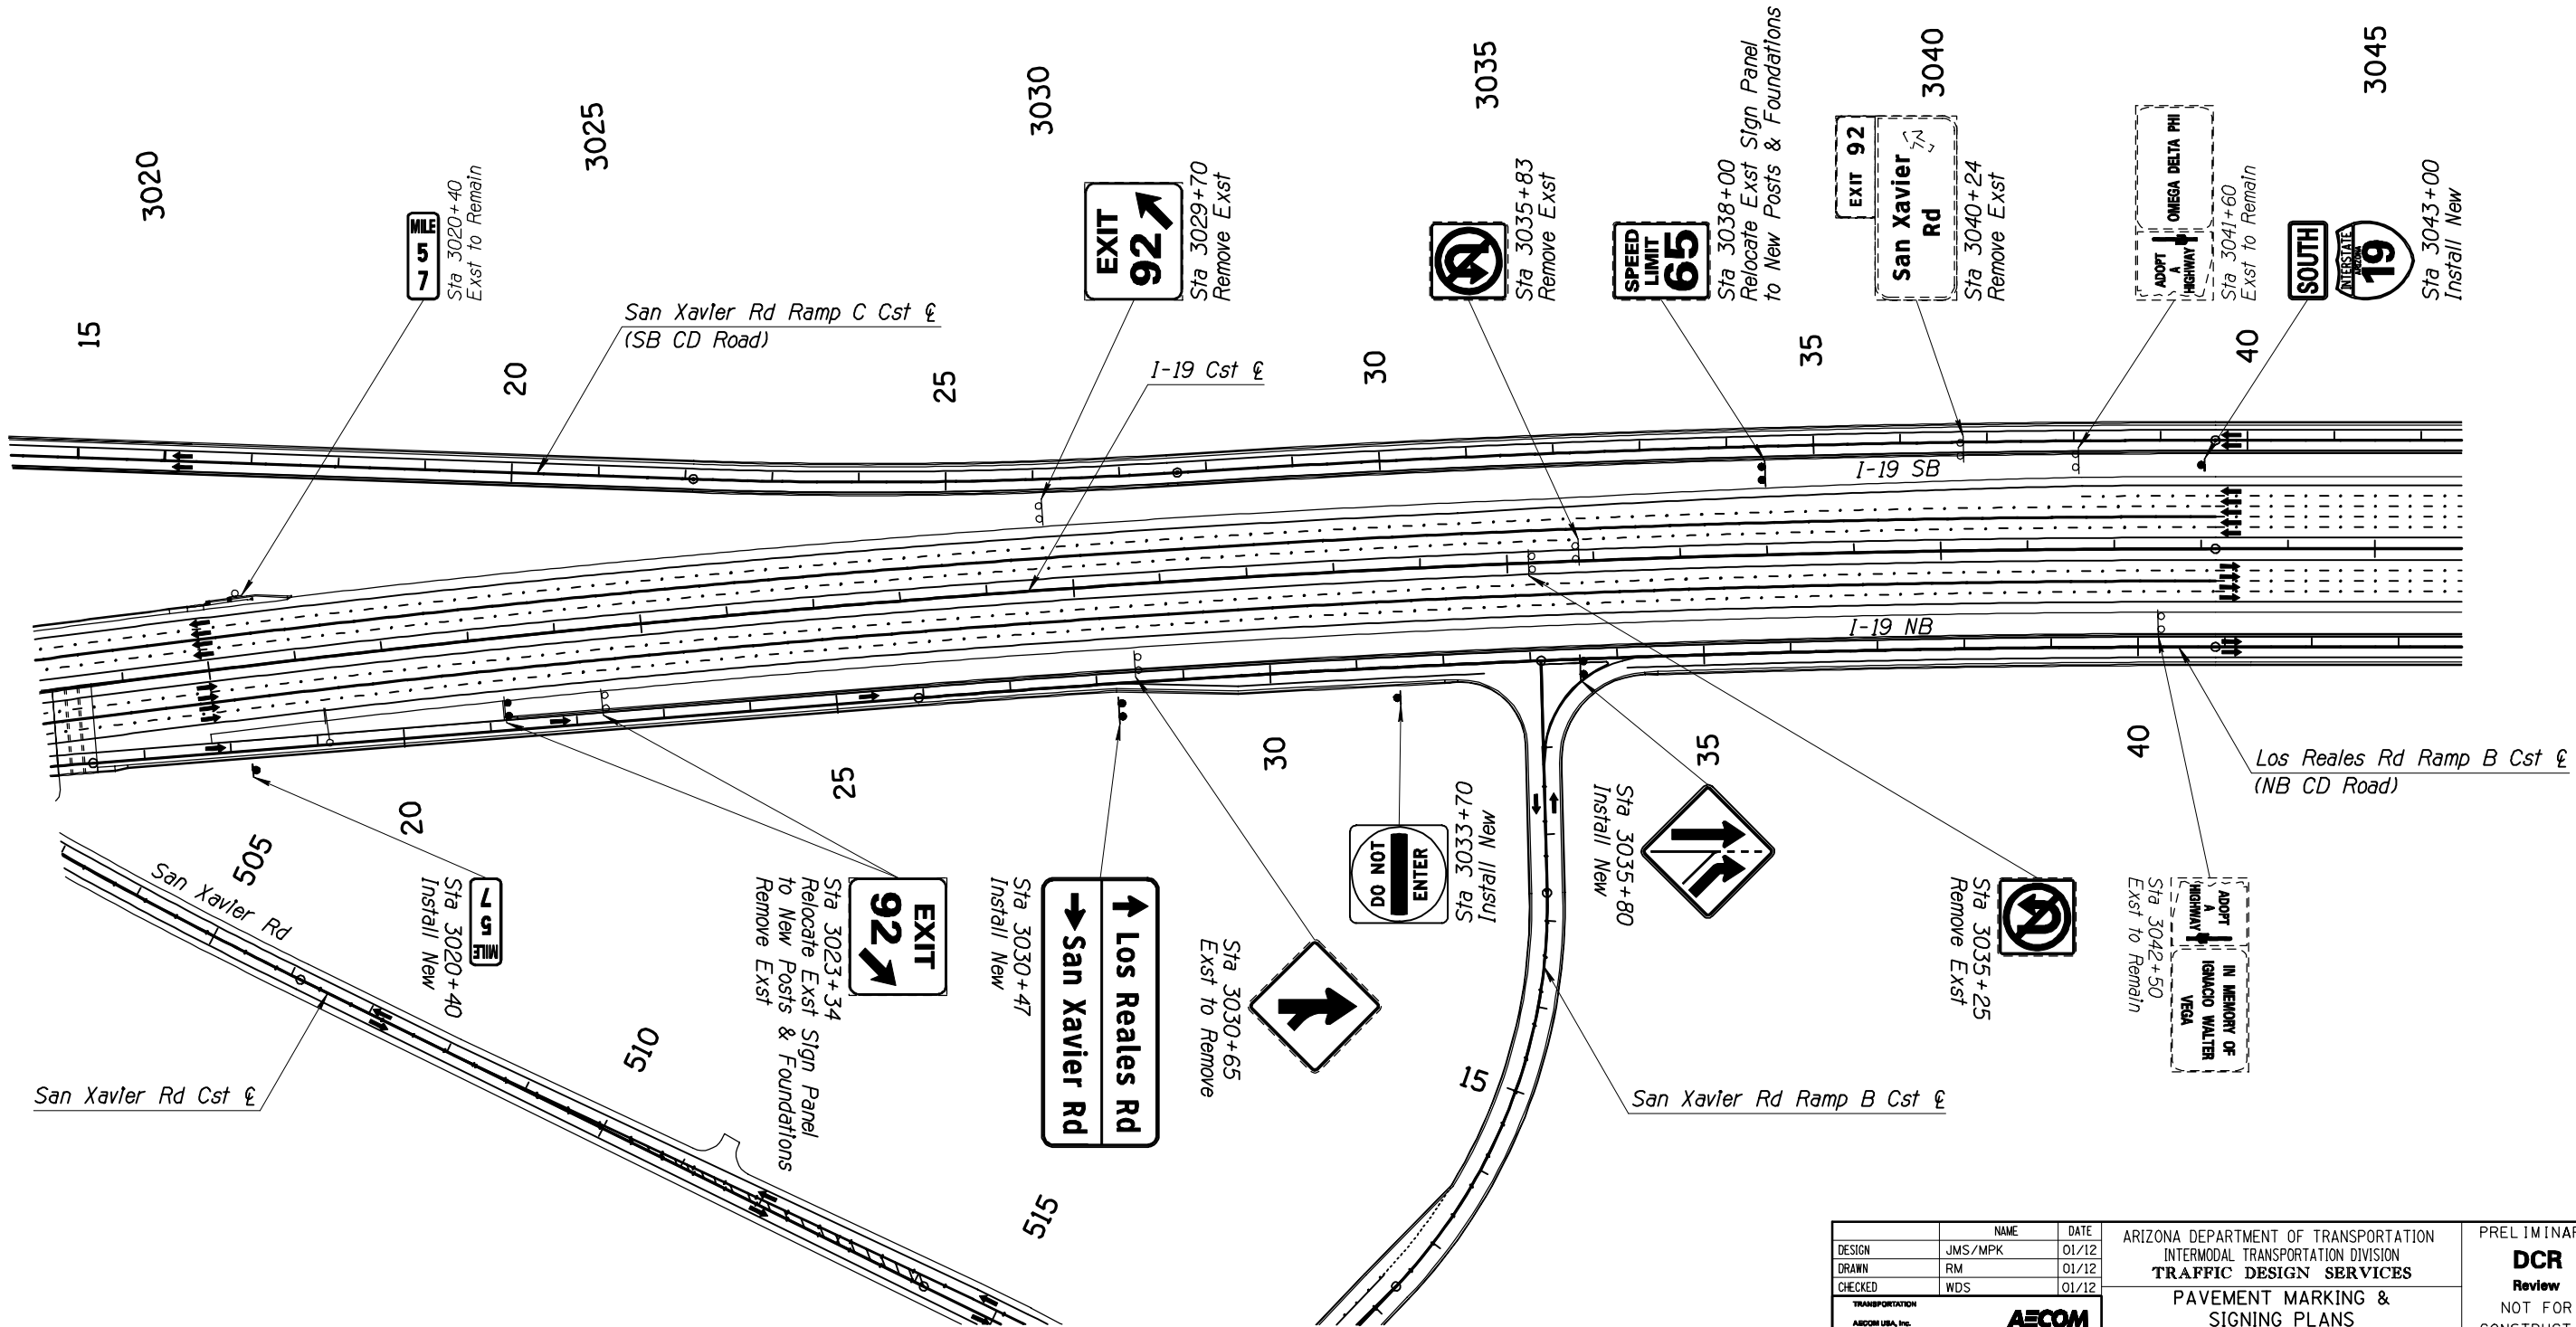 3020
3025
3030
3035
3040
3045
MILE
5
7
Sta 3020+40
Exst to Remain
EXIT
92
Sta 3029+70
Remove Exst
Sta 3035+83
Remove Exst
SPEED
LIMIT
65
Sta 3038+00
Relocate Exst Sign Panel
to New Posts & Foundations
EXIT 92
San Xavier
Rd
Sta 3040+24
Remove Exst
ADOPT
A
HIGHWAY
OMEGA DELTA PHI
Sta 3041+60
Exst to Remain
SOUTH
INTERSTATE
ARIZONA
19
Sta 3043+00
Install New
15
20
25
30
35
40
San Xavier Rd Ramp C Cst ℄
(SB CD Road)
I-19 Cst ℄
I-19 SB
I-19 NB
20
25
30
35
40
Los Reales Rd Ramp B Cst ℄
(NB CD Road)
505
510
515
San Xavier Rd
San Xavier Rd Cst ℄
MILE
5
7
Sta 3020+40
Install New
EXIT
92
Sta 3023+34
Relocate Exst Sign Panel
to New Posts & Foundations
Remove Exst
Los Reales Rd
San Xavier Rd
Sta 3030+47
Install New
Sta 3030+65
Exst to Remove
DO NOT
ENTER
Sta 3033+70
Install New
Sta 3035+80
Install New
Sta 3035+25
Remove Exst
ADOPT
A
HIGHWAY
IN MEMORY OF
IGNACIO WALTER
VEGA
Sta 3042+50
Exst to Remain
15
San Xavier Rd Ramp B Cst ℄
NAME DATE
DESIGN JMS/MPK 01/12
DRAWN RM 01/12
CHECKED WDS 01/12
TRANSPORTATION
AECOM USA, Inc.
AECOM
ARIZONA DEPARTMENT OF TRANSPORTATION
INTERMODAL TRANSPORTATION DIVISION
TRAFFIC DESIGN SERVICES
PAVEMENT MARKING &
SIGNING PLANS
PRELIMINAR
DCR
Review
NOT FOR